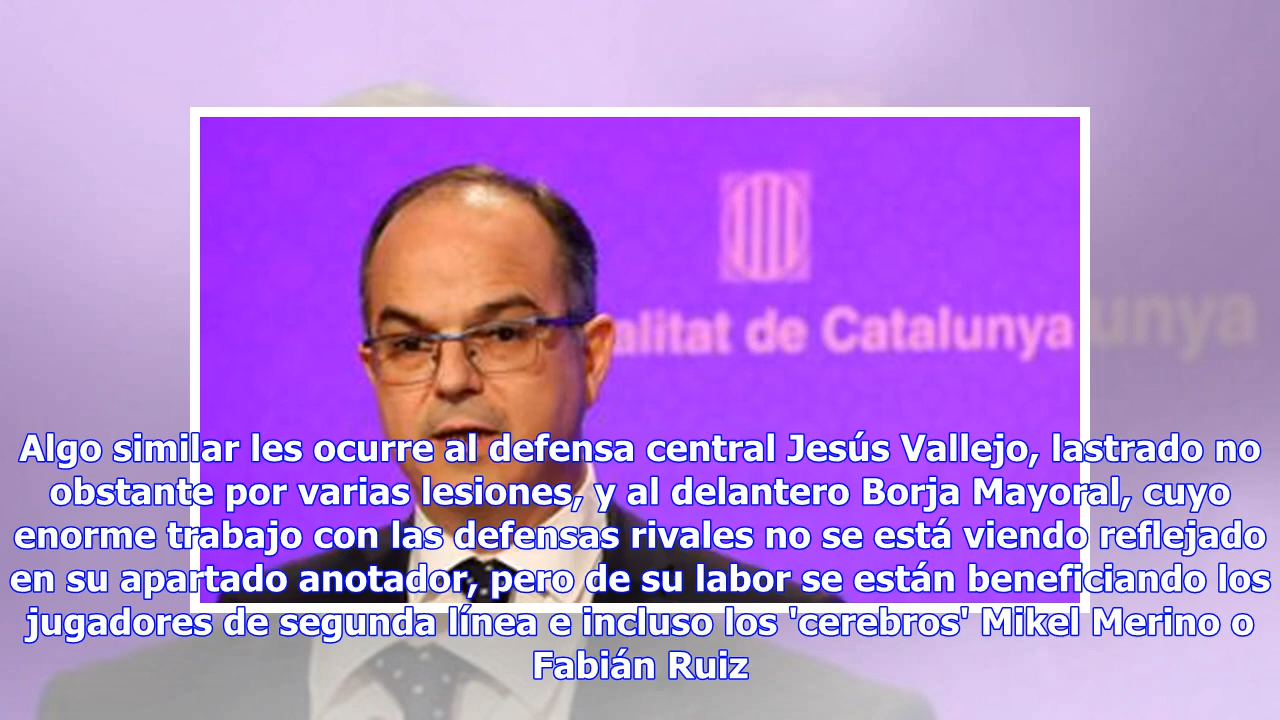 alitat de Catalunya
unya
Algo similar les ocurre al defensa central Jesús Vallejo, lastrado no
obstante por varias lesiones, y al delantero Borja Mayoral, cuyo
enorme trabajo con las defensas rivales no se está viendo reflejado
en su apartado anotador, pero de su labor se están beneficiando los
jugadores de segunda línea e incluso los 'cerebros' Mikel Merino o
Fabián Ruiz